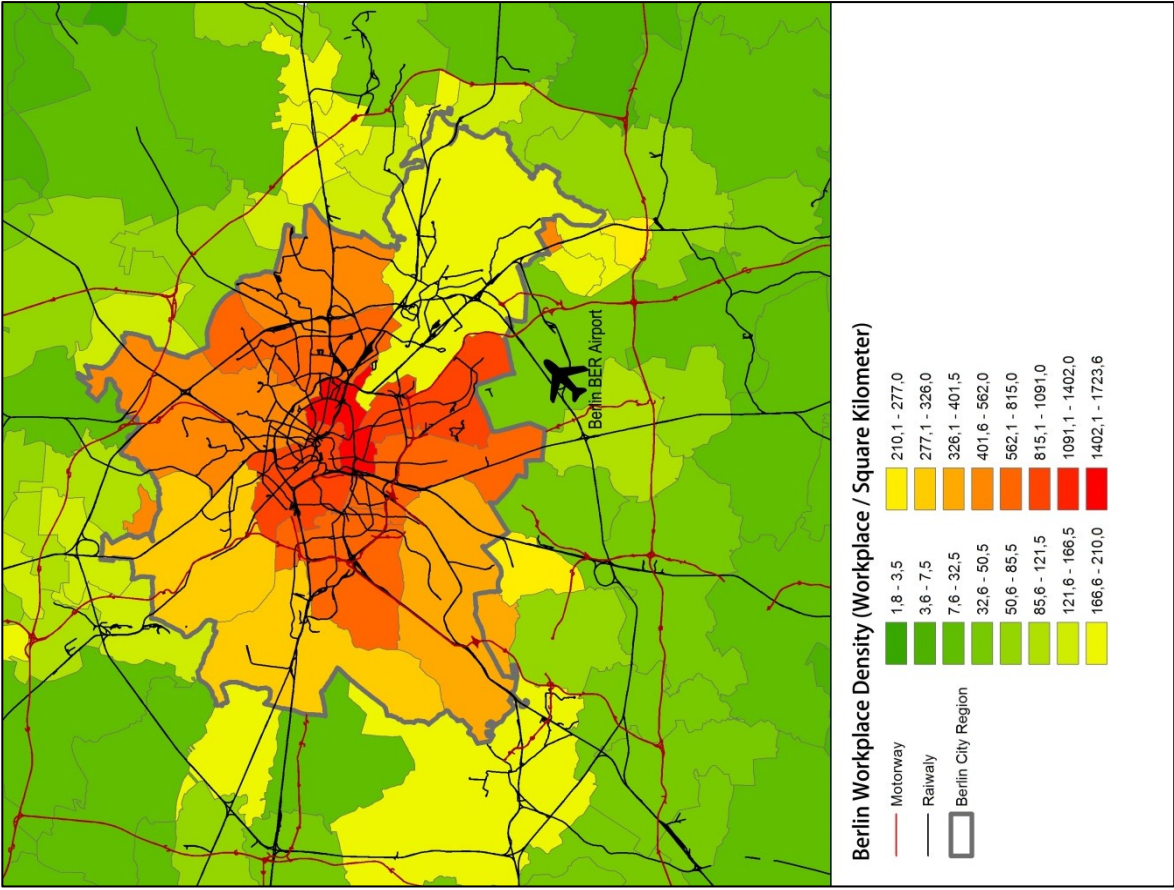 Berlin BER Airport
Berlin Workplace Density (Workplace / Square Kilometer)
Motorway
Raiwaly
Berlin City Region
1,8 - 3,5
3,6 - 7,5
7,6 - 32,5
32,6 - 50,5
50,6 - 85,5
85,6 - 121,5
121,6 - 166,5
166,6 - 210,0
210,1 - 277,0
277,1 - 326,0
326,1 - 401,5
401,6 - 562,0
562,1 - 815,0
815,1 - 1091,0
1091,1 - 1402,0
1402,1 - 1723,6